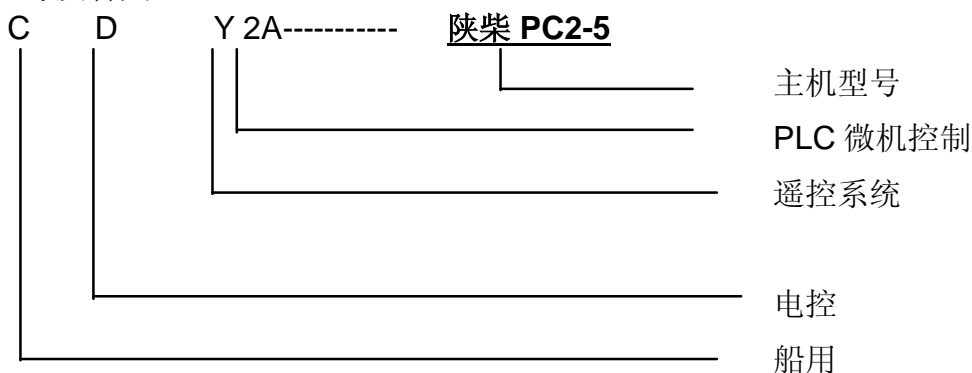 C D Y 2A----------- 陕柴 PC2-5
主机型号
PLC 微机控制
遥控系统
电控
船用